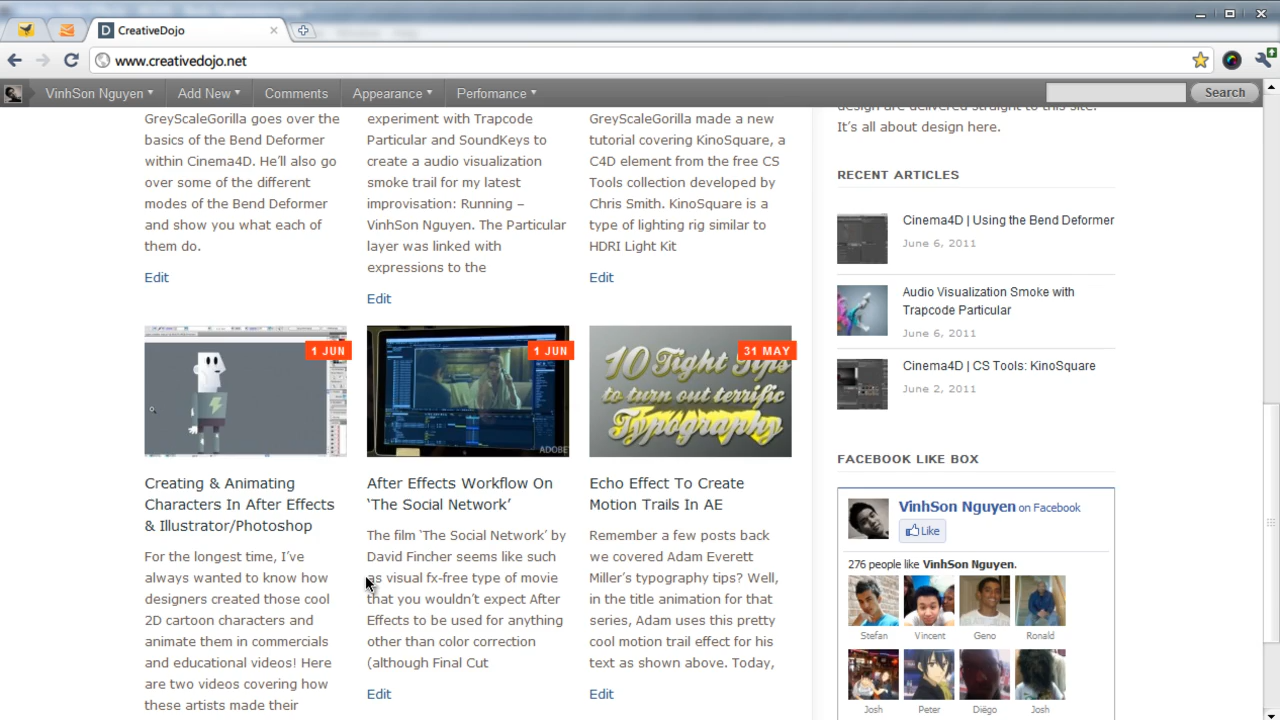 CreativeDojo
www.creativedojo.net
VinhSon Nguyen
Add New
Comments
Appearance
Perfomance
Search
GreyScaleGorilla goes over the
basics of the Bend Deformer
within Cinema4D. He'll also go
over some of the different
modes of the Bend Deformer
and show you what each of
them do.
Edit
experiment with Trapcode
Particular and SoundKeys to
create a audio visualization
smoke trail for my latest
improvisation: Running –
VinhSon Nguyen. The Particular
layer was linked with
expressions to the
Edit
GreyScaleGorilla made a new
tutorial covering KinoSquare, a
C4D element from the free CS
Tools collection developed by
Chris Smith. KinoSquare is a
type of lighting rig similar to
HDRI Light Kit
Edit
1 JUN
Creating & Animating
Characters In After Effects
& Illustrator/Photoshop
For the longest time, I've
always wanted to know how
designers created those cool
2D cartoon characters and
animate them in commercials
and educational videos! Here
are two videos covering how
these artists made their
1 JUN
ADOBE
After Effects Workflow On
'The Social Network'
The film 'The Social Network' by
David Fincher seems like such
as visual fx-free type of movie
that you wouldn't expect After
Effects to be used for anything
other than color correction
(although Final Cut
Edit
31 MAY
10 Tight Tips
to turn out terrific
Typography
Echo Effect To Create
Motion Trails In AE
Remember a few posts back
we covered Adam Everett
Miller's typography tips? Well,
in the title animation for that
series, Adam uses this pretty
cool motion trail effect for his
text as shown above. Today,
Edit
design are delivered straight to this site.
It's all about design here.
RECENT ARTICLES
Cinema4D | Using the Bend Deformer
June 6, 2011
Audio Visualization Smoke with
Trapcode Particular
June 6, 2011
Cinema4D | CS Tools: KinoSquare
June 2, 2011
FACEBOOK LIKE BOX
VinhSon Nguyen on Facebook
Like
276 people like VinhSon Nguyen.
Stefan
Vincent
Geno
Ronald
Josh
Peter
Diëgo
Josh